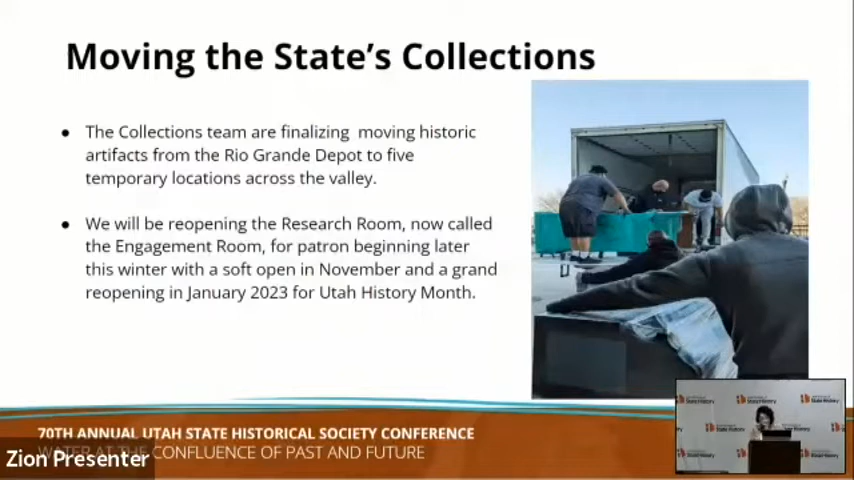 Moving the State's Collections
● The Collections team are finalizing moving historic
artifacts from the Rio Grande Depot to five
temporary locations across the valley.
● We will be reopening the Research Room, now called
the Engagement Room, for patron beginning later
this winter with a soft open in November and a grand
reopening in January 2023 for Utah History Month.
70TH ANNUAL UTAH STATE HISTORICAL SOCIETY CONFERENCE
WATER AT THE CONFLUENCE OF PAST AND FUTURE
Zion Presenter
State History